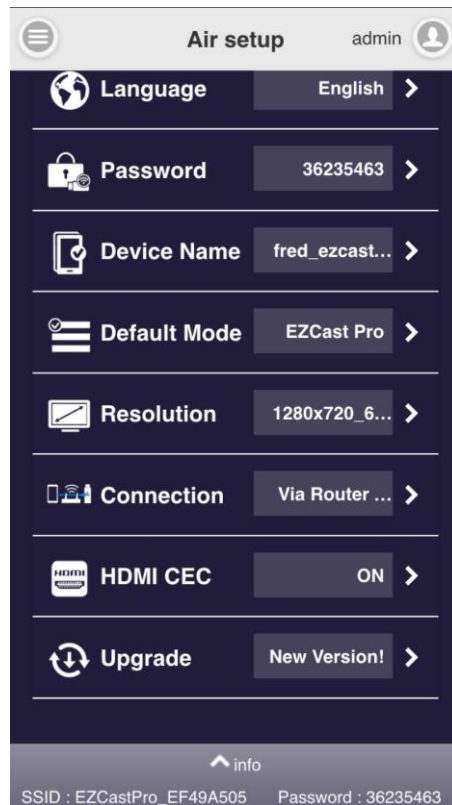 Air setup admin
Language English
Password 36235463
Device Name fred_ezcast...
Default Mode EZCast Pro
Resolution 1280x720_6...
Connection Via Router ...
HDMI
HDMI CEC ON
Upgrade New Version!
info
SSID : EZCastPro_EF49A505 Password : 36235463